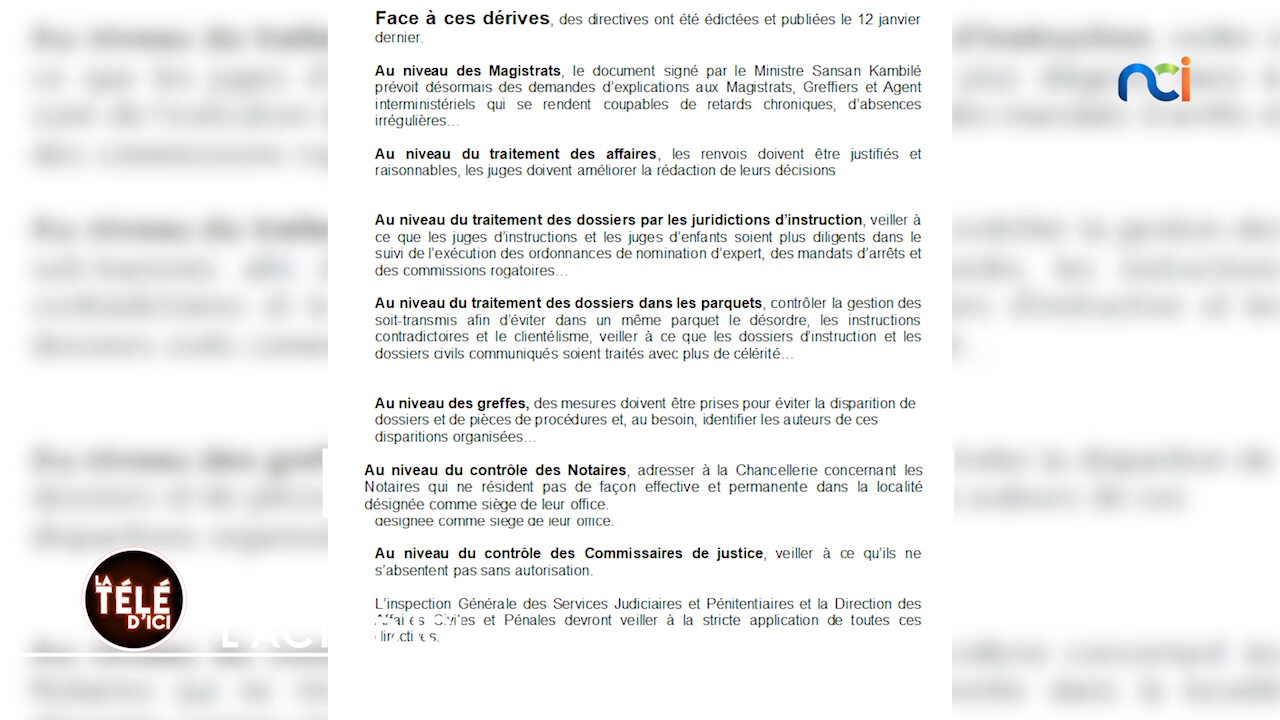 Face à ces dérives, des directives ont été édictées et publiées le 12 janvier
dernier.
Au niveau des Magistrats, le document signé par le Ministre Sansan Kambilé
prévoit désormais des demandes d'explications aux Magistrats, Greffiers et Agent
interministériels qui se rendent coupables de retards chroniques, d'absences
irrégulières…
Au niveau du traitement des affaires, les renvois doivent être justifiés et
raisonnables, les juges doivent améliorer la rédaction de leurs décisions
Au niveau du traitement des dossiers par les juridictions d'instruction, veiller à
ce que les juges d'instructions et les juges d'enfants soient plus diligents dans le
suivi de l'exécution des ordonnances de nomination d'expert, des mandats d'arrêts et
des commissions rogatoires…
Au niveau du traitement des dossiers dans les parquets, contrôler la gestion des
soit-transmis afin d'éviter dans un même parquet le désordre, les instructions
contradictoires et le clientélisme, veiller à ce que les dossiers d'instruction et les
dossiers civils communiqués soient traités avec plus de célérité…
Au niveau des greffes, des mesures doivent être prises pour éviter la disparition de
dossiers et de pièces de procédures et, au besoin, identifier les auteurs de ces
disparitions organisées…
Au niveau du contrôle des Notaires, adresser à la Chancellerie concernant les
Notaires qui ne résident pas de façon effective et permanente dans la localité
désignée comme siège de leur office.
désignée comme siège de leur office.
Au niveau du contrôle des Commissaires de justice, veiller à ce qu'ils ne
s'absentent pas sans autorisation.
L'inspection Générale des Services Judiciaires et Pénitentiaires et la Direction des
Affaires Civiles et Pénales devront veiller à la stricte application de toutes ces
directives.
nci
LA
TÉLÉ
D'ICI